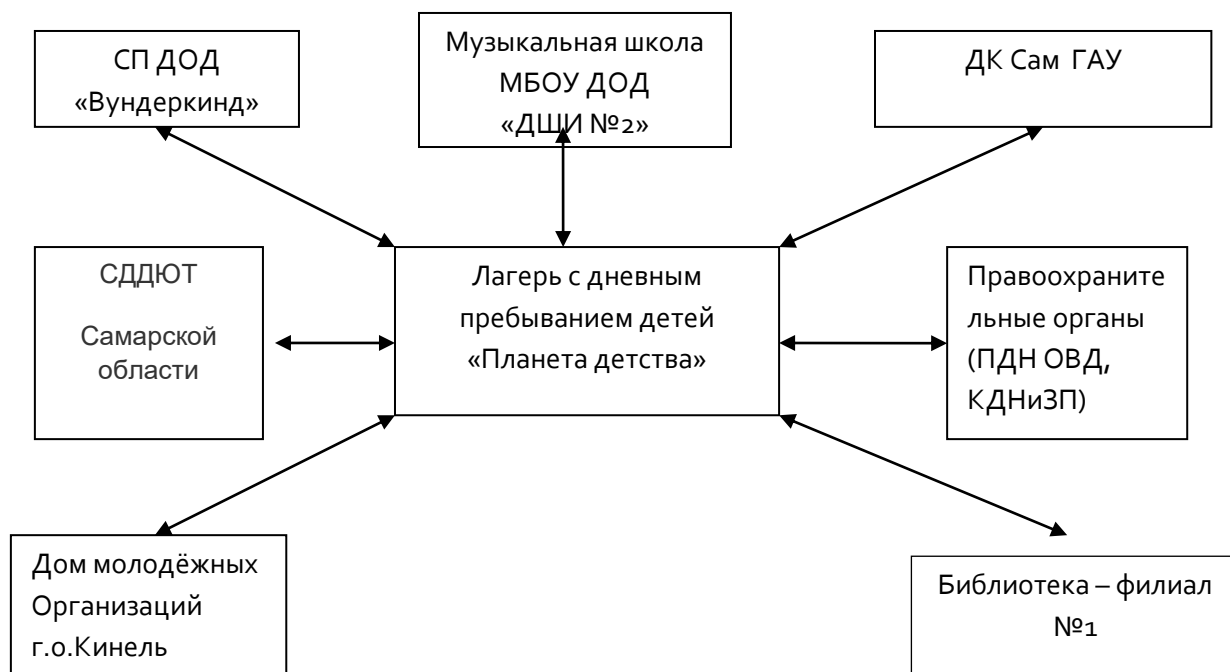 СП ДОД
«Вундеркинд»
Музыкальная школа
МБОУ ДОД
«ДШИ №2»
ДК Сам ГАУ
СДДЮТ
Самарской
области
Лагерь с дневным
пребыванием детей
«Планета детства»
Правоохраните
льные органы
(ПДН ОВД,
КДНиЗП)
Дом молодёжных
Организаций
г.о.Кинель
Библиотека – филиал
№1